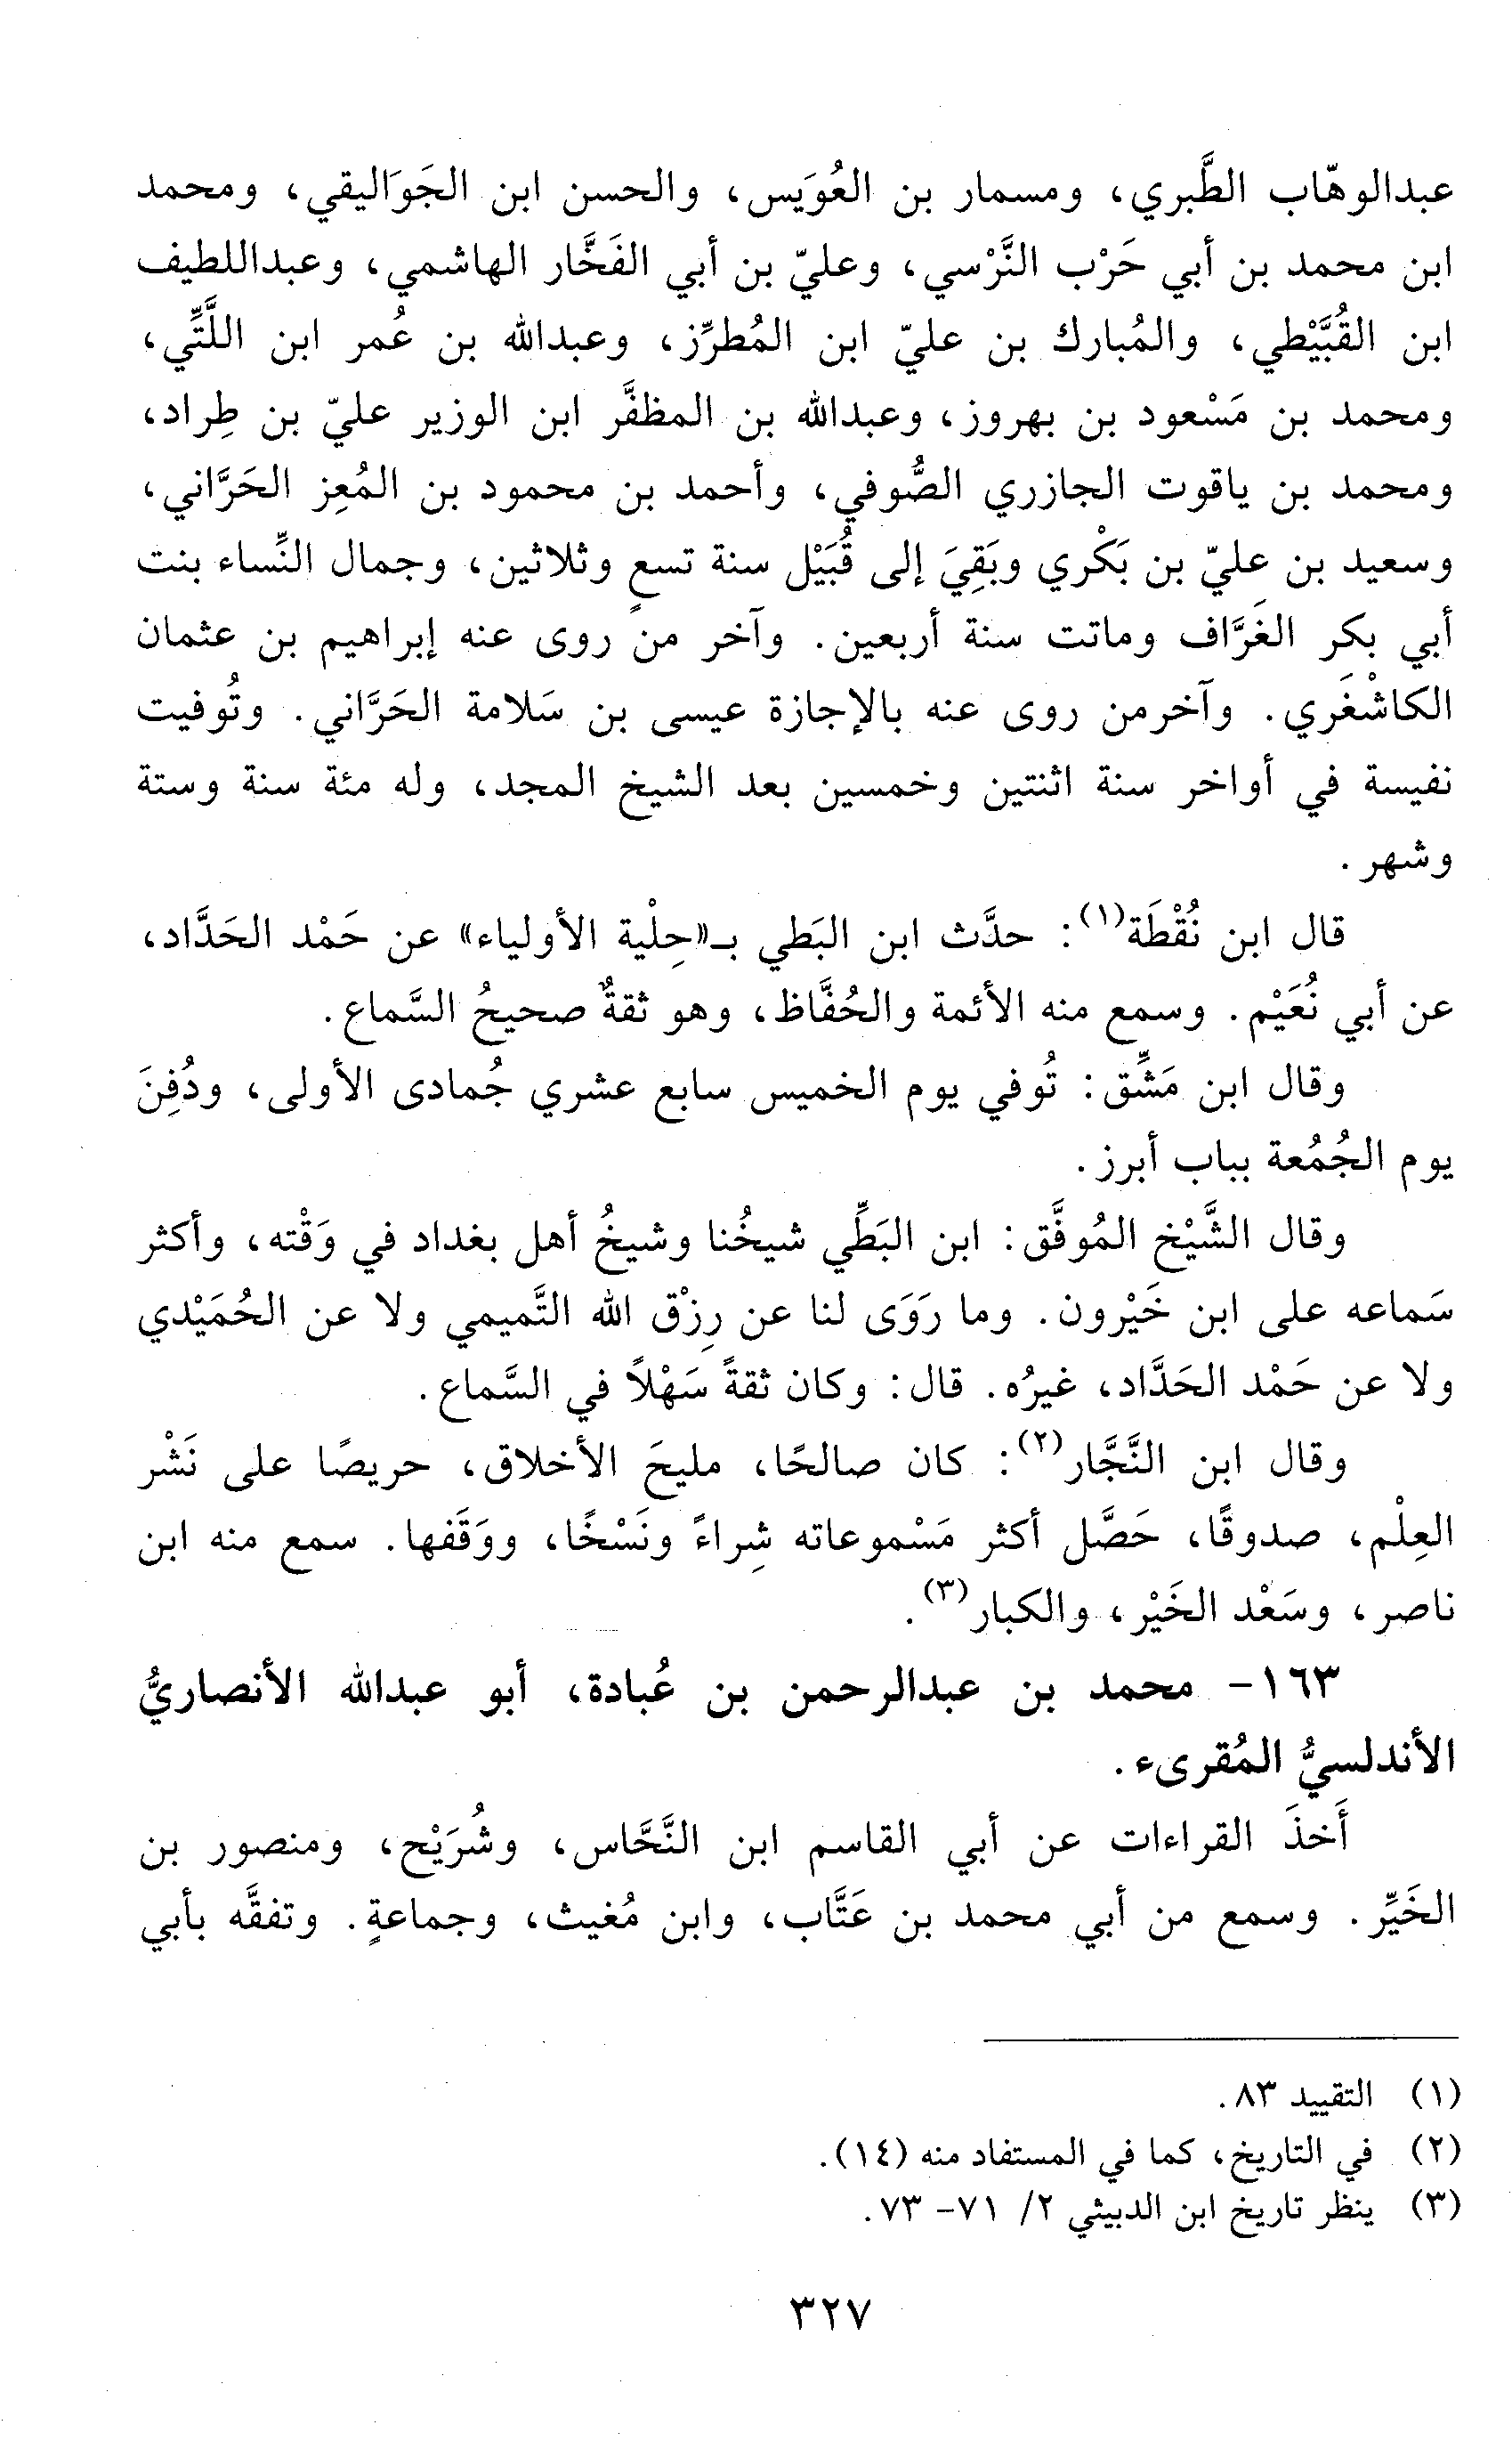 عبدالوهّاب الطَّبري، ومسمار بن العُوَيس، والحسن ابن الجَوَاليقي، ومحمد
ابن محمد بن أبي حَرْب النَّرْسي، وعليّ بن أبي الفَخَّار الهاشمي، وعبداللطيف
ابن القُبَّيْطي، والمُبارك بن عليّ ابن المُطرِّز، وعبدالله بن عُمر ابن اللَّتِّي،
ومحمد بن مَسْعود بن بهروز، وعبدالله بن المظفَّر ابن الوزير عليّ بن طِراد،
ومحمد بن ياقوت الجازري الصُّوفي، وأحمد بن محمود بن المُعِز الحَرَّاني،
وسعيد بن عليّ بن بَكْري وبَقِيَ إلى قُبَيْل سنة تسعٍ وثلاثين، وجمال النِّساء بنت
أبي بكر الغَرَّاف وماتت سنة أربعين. وآخر من روى عنه إبراهيم بن عثمان
الكاشْغَري. وآخرمن روى عنه بالإجازة عيسى بن سَلامة الحَرَّاني. وتُوفيت
نفيسة في أواخر سنة اثنتين وخمسين بعد الشيخ المجد، وله مئة سنة وستة
وشهر.
قال ابن نُقْطَة(١): حدَّث ابن البَطي بـ«حِلْية الأولياء» عن حَمْد الحَدَّاد،
عن أبي نُعَيْم. وسمع منه الأئمة والحُفَّاظ، وهو ثقةٌ صحيحُ السَّماع.
وقال ابن مَشِّق: تُوفي يوم الخميس سابع عشري جُمادى الأولى، ودُفِنَ
يوم الجُمُعة بباب أبرز.
وقال الشَّيْخ المُوفَّق: ابن البَطِّي شيخُنا وشيخُ أهل بغداد في وَقْته، وأكثر
سَماعه على ابن خَيْرون. وما رَوَى لنا عن رِزْق الله التَّميمي ولا عن الحُمَيْدي
ولا عن حَمْد الحَدَّاد، غيرُه. قال: وكان ثقةً سَهْلاً في السَّماع.
وقال ابن النَّجَّار(٢): كان صالحًا، مليحَ الأخلاق، حريصًا على نَشْر
العِلْم، صدوقًا، حَصَّل أكثر مَسْموعاته شِراءً ونَسْخًا، ووَقَفها. سمع منه ابن
ناصر، وسَعْد الخَيْر، والكبار(٣).
١٦٣- محمد بن عبدالرحمن بن عُبادة، أبو عبدالله الأنصاريُّ
الأندلسيُّ المُقرىء.
أَخذَ القراءات عن أبي القاسم ابن النَّحَّاس، وشُرَيْح، ومنصور بن
الخَيِّر. وسمع من أبي محمد بن عَتَّاب، وابن مُغيث، وجماعةٍ. وتفقَّه بأبي
(١) التقييد ٨٣.
(٢) في التاريخ، كما في المستفاد منه (١٤).
(٣) ينظر تاريخ ابن الدبيثي ٢/ ٧١- ٧٣.
٣٢٧